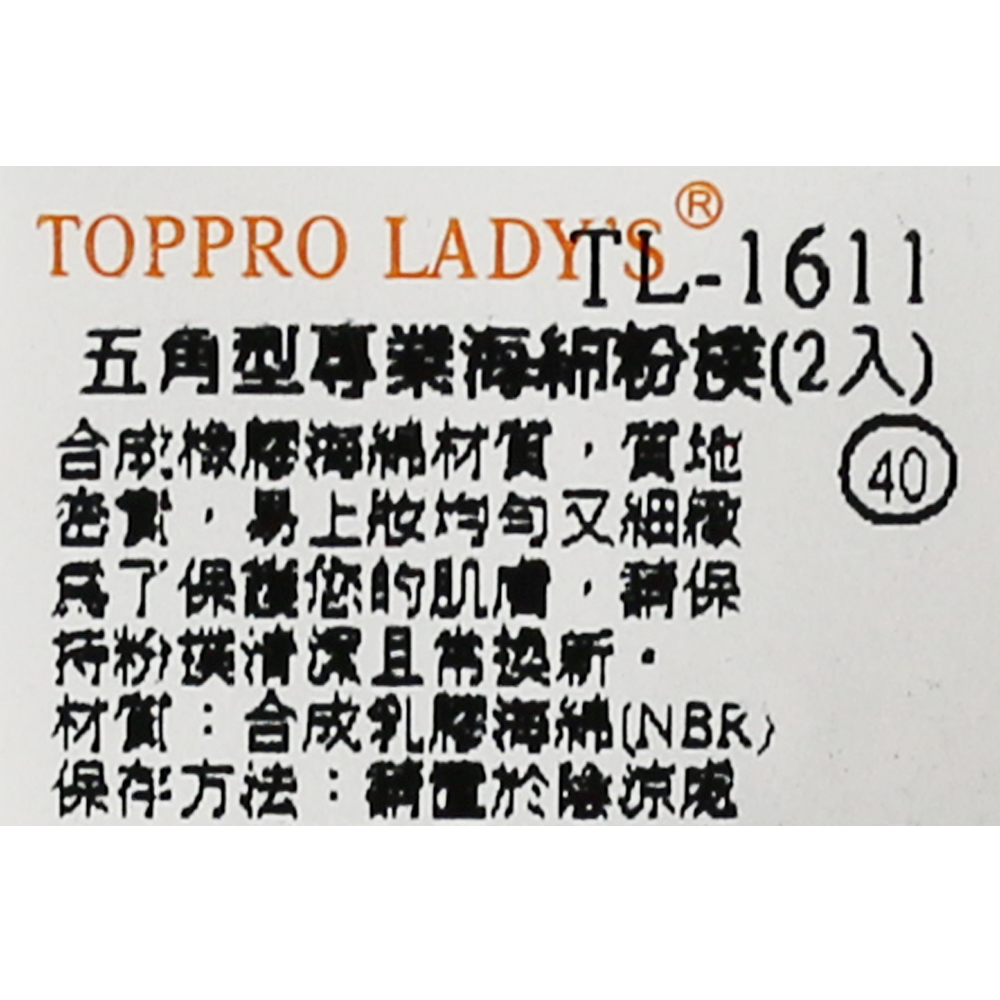 TOPPRO LADY'S® TL-1611
五角型專業海綿粉撲(2入)
合成橡膠海綿材質，質地
密實，易上妝均勻又細緻
40
為了保護您的肌膚，請保
持粉撲清潔且常換新。
材質：合成乳膠海綿(NBR)
保存方法：請置於陰涼處